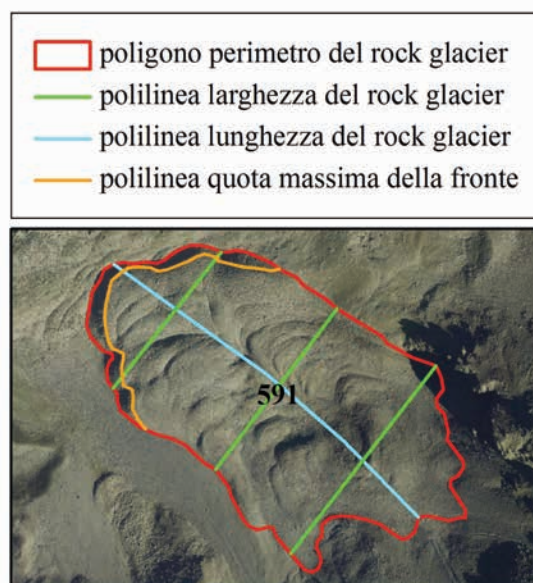 poligono perimetro del rock glacier
polilinea larghezza del rock glacier
polilinea lunghezza del rock glacier
polilinea quota massima della fronte
591